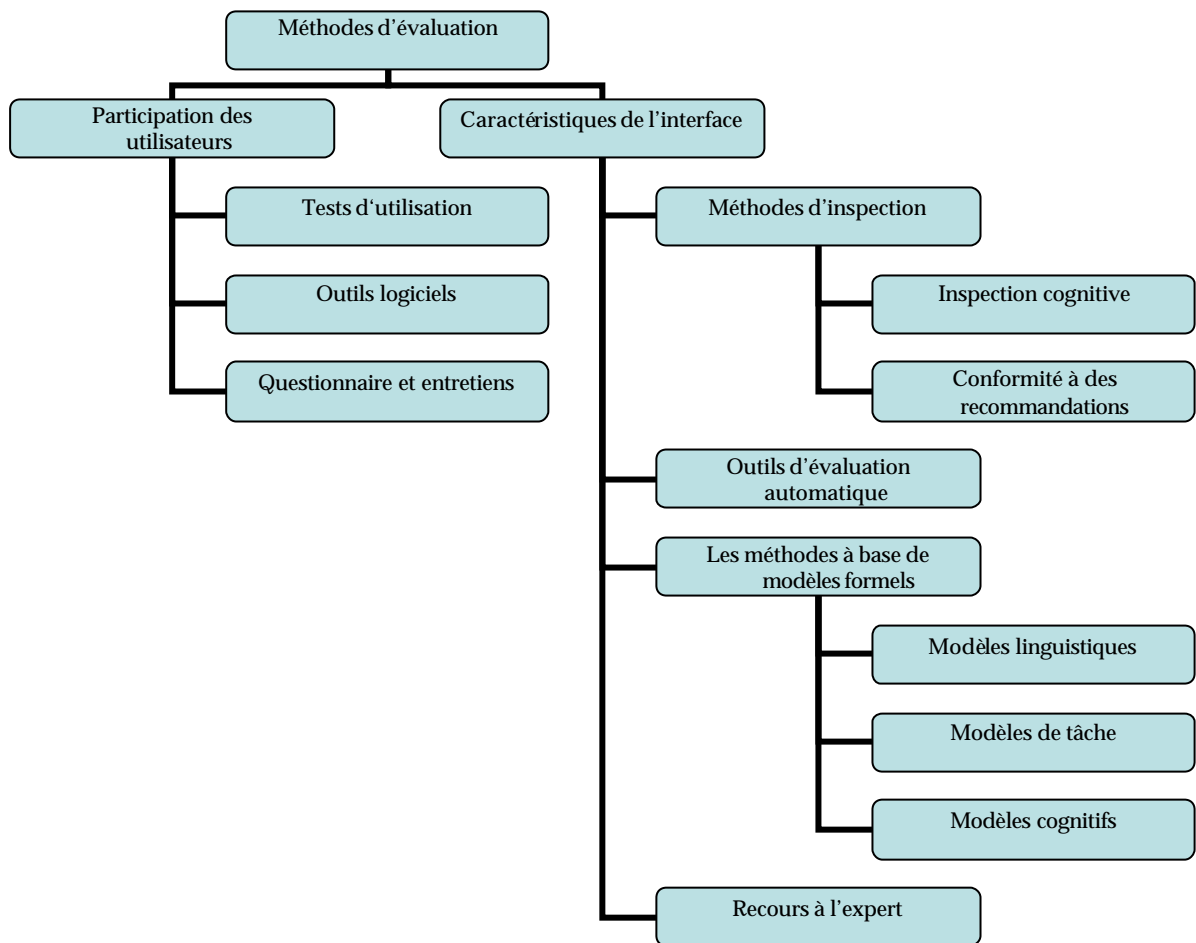 Méthodes d'évaluation
Participation des
utilisateurs
Caractéristiques de l'interface
Tests d‘utilisation
Outils logiciels
Questionnaire et entretiens
Méthodes d'inspection
Inspection cognitive
Conformité à des
recommandations
Outils d'évaluation
automatique
Les méthodes à base de
modèles formels
Modèles linguistiques
Modèles de tâche
Modèles cognitifs
Recours à l'expert